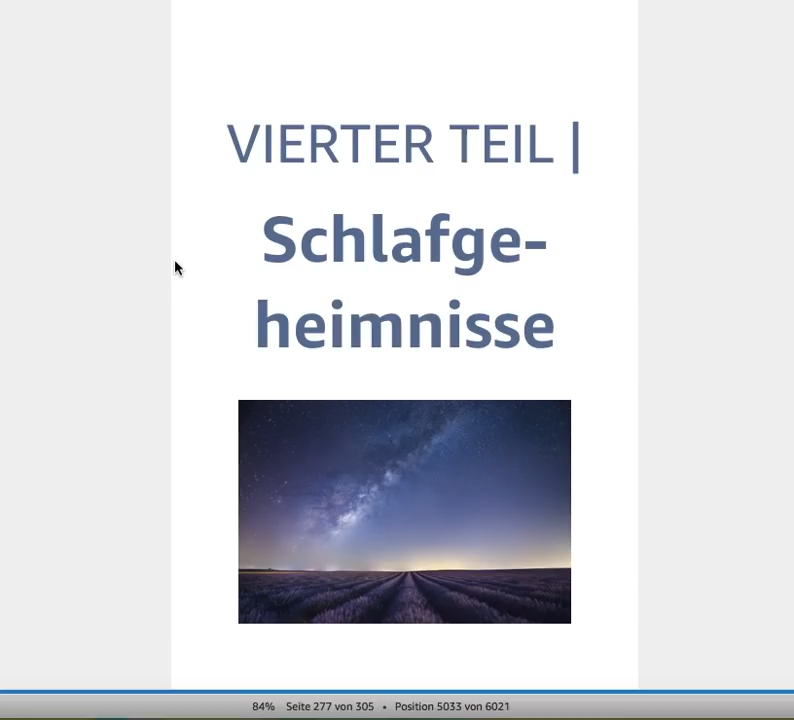 VIERTER TEIL |
Schlafge-
heimnisse
84% Seite 277 von 305 • Position 5033 von 6021